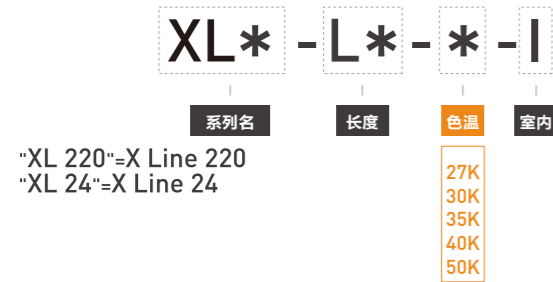 XL* - L* - * - I
系列名 长度 色温 室内
"XL 220"=X Line 220
"XL 24"=X Line 24
27K
30K
35K
40K
50K